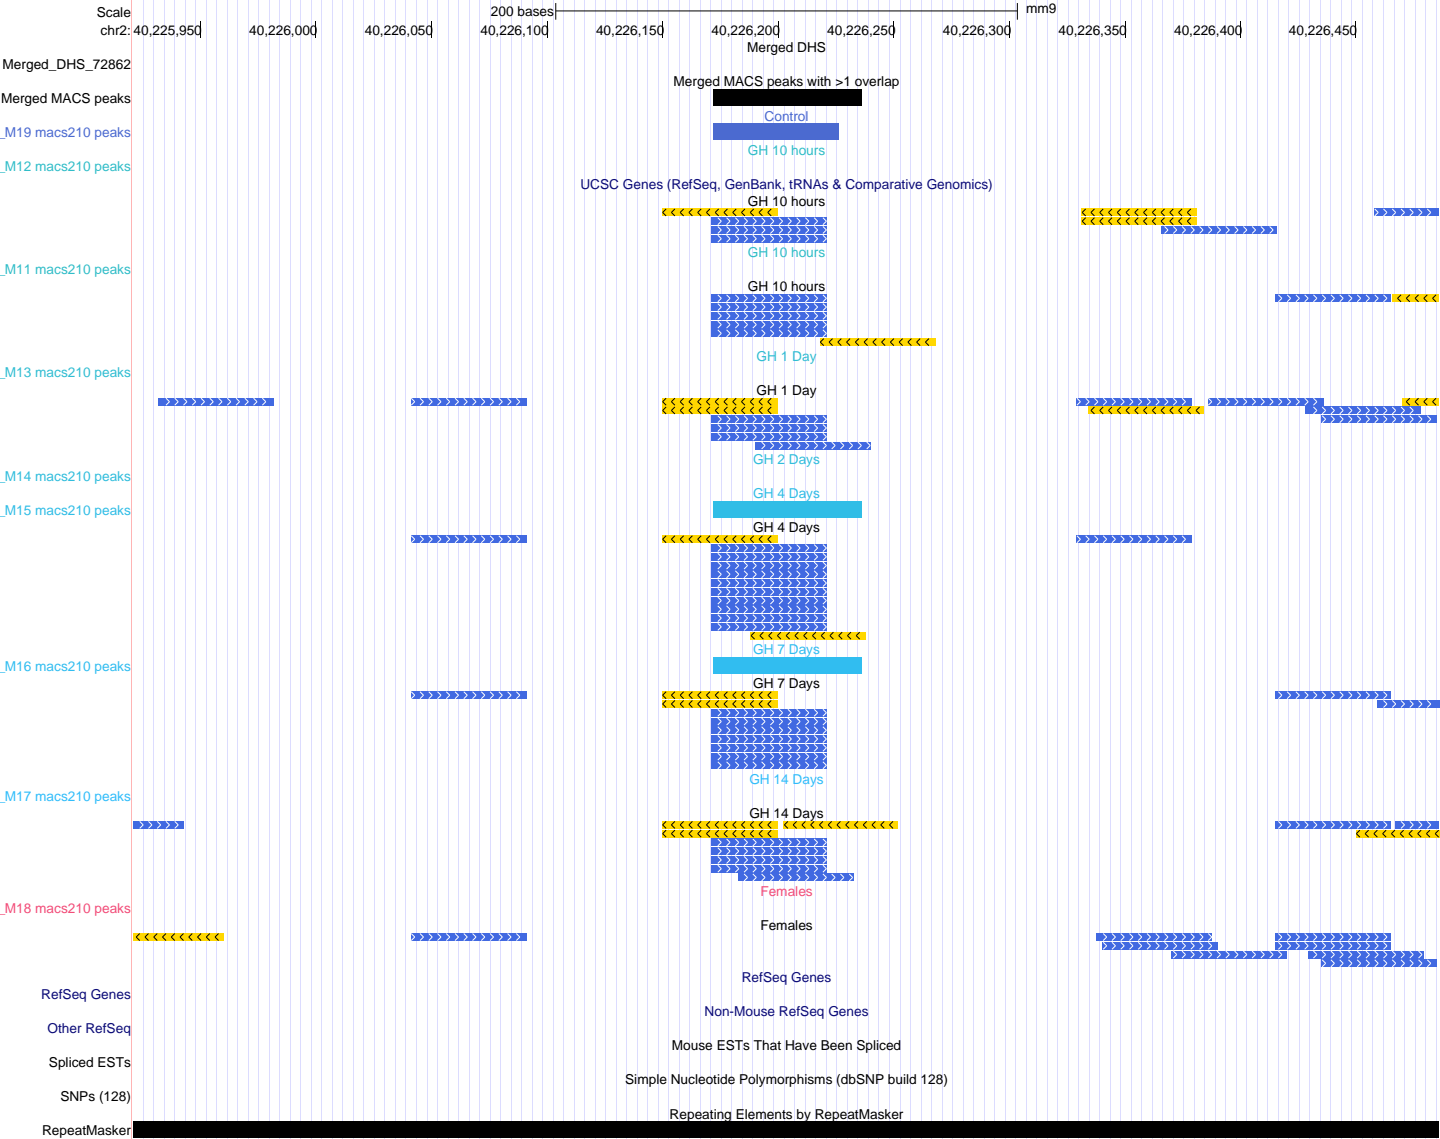 Scale 200 bases mm9
chr2: 40,225,950 40,226,000 40,226,050 40,226,100 40,226,150 40,226,200 40,226,250 40,226,300 40,226,350 40,226,400 40,226,450
Merged DHS
Merged_DHS_72862
Merged MACS peaks with >1 overlap
Merged MACS peaks
Control
_M19 macs210 peaks
GH 10 hours
_M12 macs210 peaks
UCSC Genes (RefSeq, GenBank, tRNAs & Comparative Genomics)
GH 10 hours
GH 10 hours
_M11 macs210 peaks
GH 10 hours
GH 1 Day
_M13 macs210 peaks
GH 1 Day
GH 2 Days
_M14 macs210 peaks
GH 4 Days
_M15 macs210 peaks
GH 4 Days
GH 7 Days
_M16 macs210 peaks
GH 7 Days
GH 14 Days
_M17 macs210 peaks
GH 14 Days
Females
_M18 macs210 peaks
Females
RefSeq Genes
RefSeq Genes
Non-Mouse RefSeq Genes
Other RefSeq
Mouse ESTs That Have Been Spliced
Spliced ESTs
Simple Nucleotide Polymorphisms (dbSNP build 128)
SNPs (128)
Repeating Elements by RepeatMasker
RepeatMasker